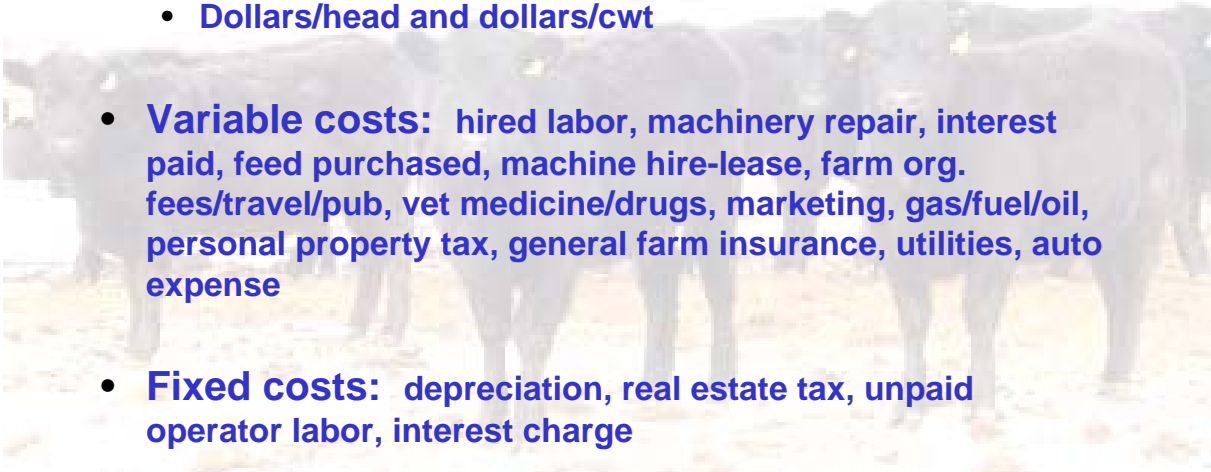 • Dollars/head and dollars/cwt
• Variable costs: hired labor, machinery repair, interest
paid, feed purchased, machine hire-lease, farm org.
fees/travel/pub, vet medicine/drugs, marketing, gas/fuel/oil,
personal property tax, general farm insurance, utilities, auto
expense
• Fixed costs: depreciation, real estate tax, unpaid
operator labor, interest charge